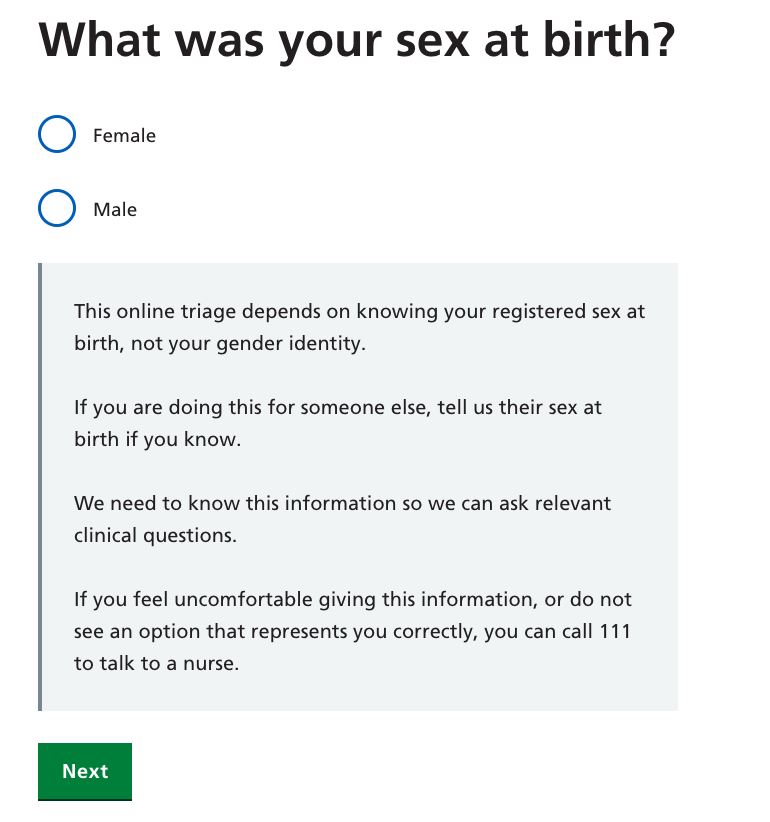 What was your sex at birth?
Female
Male
This online triage depends on knowing your registered sex at
birth, not your gender identity.
If you are doing this for someone else, tell us their sex at
birth if you know.
We need to know this information so we can ask relevant
clinical questions.
If you feel uncomfortable giving this information, or do not
see an option that represents you correctly, you can call 111
to talk to a nurse.
Next